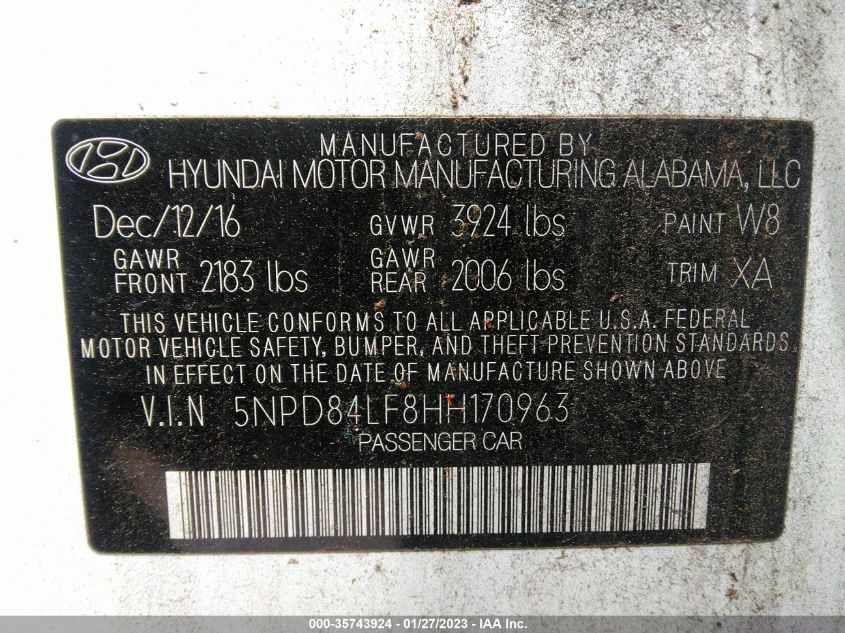 MANUFACTURED BY
HYUNDAI MOTOR MANUFACTURING ALABAMA, LLC
Dec/12/16 GVWR 3924 lbs PAINT W8
GAWR FRONT 2183 lbs GAWR REAR 2006 lbs TRIM XA
THIS VEHICLE CONFORMS TO ALL APPLICABLE U.S.A. FEDERAL
MOTOR VEHICLE SAFETY, BUMPER, AND THEFT PREVENTION STANDARDS
IN EFFECT ON THE DATE OF MANUFACTURE SHOWN ABOVE
V.I.N 5NPD84LF8HH170963
PASSENGER CAR
000-35743924 - 01/27/2023 - IAA Inc.